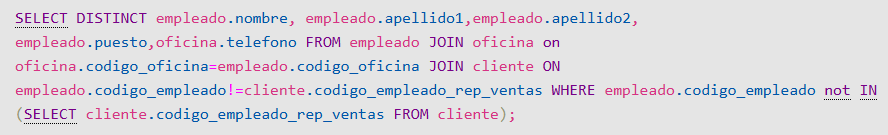 SELECT DISTINCT empleado.nombre, empleado.apellido1,empleado.apellido2,
empleado.puesto,oficina.telefono FROM empleado JOIN oficina on
oficina.codigo_oficina=empleado.codigo_oficina JOIN cliente ON
empleado.codigo_empleado!=cliente.codigo_empleado_rep_ventas WHERE empleado.codigo_empleado not IN
(SELECT cliente.codigo_empleado_rep_ventas FROM cliente);